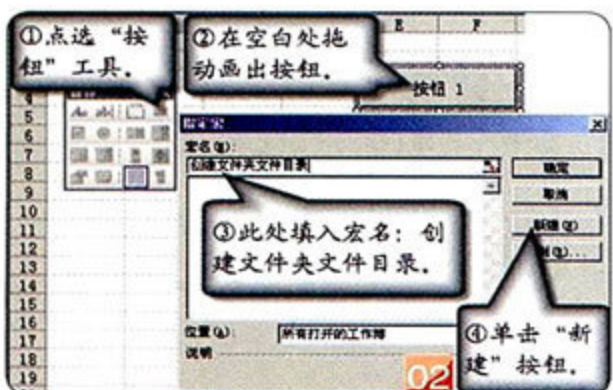 ①点选“按
钮”工具.
②在空白处拖
动画出按钮.
E F
按钮 1
4
5
6
7
8
9
10
11
12
13
14
15
16
17
18
19
指定宏
宏名(M):
创建文件夹文件目录
确定
取消
新建(N)
③此处填入宏名: 创
建文件夹文件目录.
④单击“新
建”按钮.
位置(A): 所有打开的工作簿
说明
02